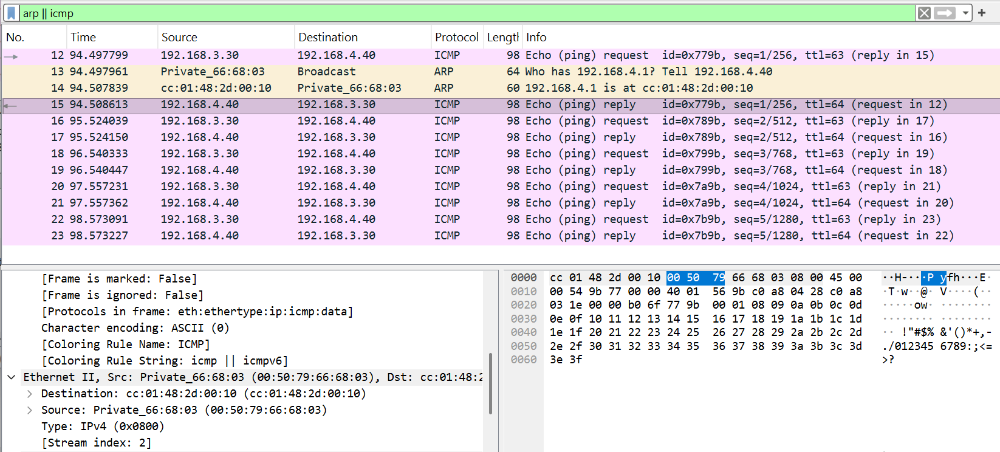 arp || icmp
No. Time Source Destination Protocol Lengtl Info
12 94.497799 192.168.3.30 192.168.4.40 ICMP 98 Echo (ping) request id=0x779b, seq=1/256, ttl=63 (reply in 15)
13 94.497961 Private_66:68:03 Broadcast ARP 64 Who has 192.168.4.1? Tell 192.168.4.40
14 94.507839 cc:01:48:2d:00:10 Private_66:68:03 ARP 60 192.168.4.1 is at cc:01:48:2d:00:10
15 94.508613 192.168.4.40 192.168.3.30 ICMP 98 Echo (ping) reply id=0x779b, seq=1/256, ttl=64 (request in 12)
16 95.524039 192.168.3.30 192.168.4.40 ICMP 98 Echo (ping) request id=0x789b, seq=2/512, ttl=63 (reply in 17)
17 95.524150 192.168.4.40 192.168.3.30 ICMP 98 Echo (ping) reply id=0x789b, seq=2/512, ttl=64 (request in 16)
18 96.540333 192.168.3.30 192.168.4.40 ICMP 98 Echo (ping) request id=0x799b, seq=3/768, ttl=63 (reply in 19)
19 96.540447 192.168.4.40 192.168.3.30 ICMP 98 Echo (ping) reply id=0x799b, seq=3/768, ttl=64 (request in 18)
20 97.557231 192.168.3.30 192.168.4.40 ICMP 98 Echo (ping) request id=0x7a9b, seq=4/1024, ttl=63 (reply in 21)
21 97.557362 192.168.4.40 192.168.3.30 ICMP 98 Echo (ping) reply id=0x7a9b, seq=4/1024, ttl=64 (request in 20)
22 98.573091 192.168.3.30 192.168.4.40 ICMP 98 Echo (ping) request id=0x7b9b, seq=5/1280, ttl=63 (reply in 23)
23 98.573227 192.168.4.40 192.168.3.30 ICMP 98 Echo (ping) reply id=0x7b9b, seq=5/1280, ttl=64 (request in 22)
[Frame is marked: False]
[Frame is ignored: False]
[Protocols in frame: eth:ethertype:ip:icmp:data]
Character encoding: ASCII (0)
[Coloring Rule Name: ICMP]
[Coloring Rule String: icmp || icmpv6]
Ethernet II, Src: Private_66:68:03 (00:50:79:66:68:03), Dst: cc:01:48:2
Destination: cc:01:48:2d:00:10 (cc:01:48:2d:00:10)
Source: Private_66:68:03 (00:50:79:66:68:03)
Type: IPv4 (0x0800)
[Stream index: 2]
0000 cc 01 48 2d 00 10 00 50 79 66 68 03 08 00 45 00 ··H-···P yfh···E·
0010 00 54 9b 77 00 00 40 01 56 9b c0 a8 04 28 c0 a8 ·T·w··@· V····(··
0020 03 1e 00 00 b0 6f 77 9b 00 01 08 09 0a 0b 0c 0d ·····ow· ········
0030 0e 0f 10 11 12 13 14 15 16 17 18 19 1a 1b 1c 1d ········ ········
0040 1e 1f 20 21 22 23 24 25 26 27 28 29 2a 2b 2c 2d ·· !"#$% &'()*+,-
0050 2e 2f 30 31 32 33 34 35 36 37 38 39 3a 3b 3c 3d ./012345 6789:;<=
0060 3e 3f >?